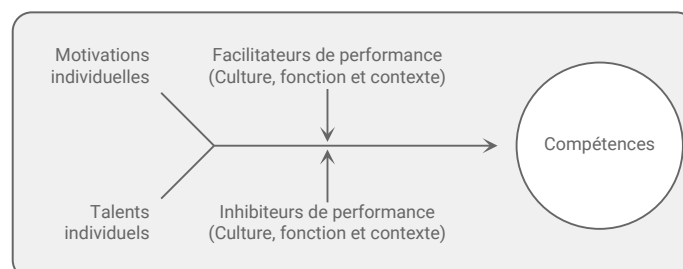 Motivations
individuelles
Facilitateurs de performance
(Culture, fonction et contexte)
Compétences
Talents
individuels
Inhibiteurs de performance
(Culture, fonction et contexte)